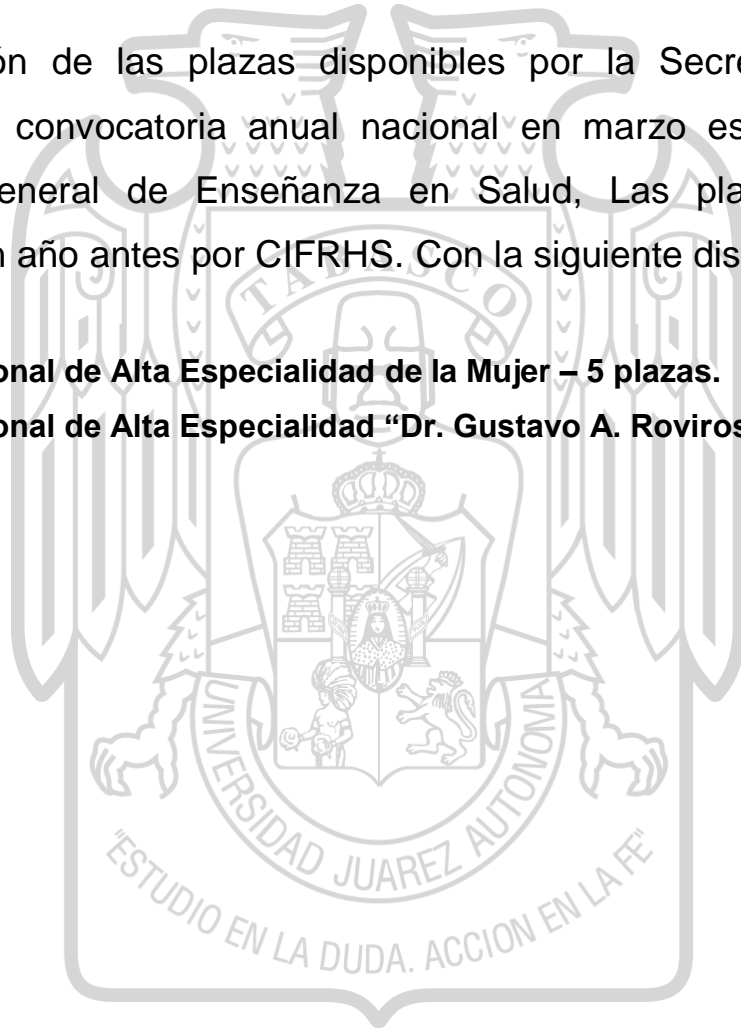 ón de las plazas disponibles por la Secre
convocatoria anual nacional en marzo es
eneral de Enseñanza en Salud, Las pla
n año antes por CIFRHS. Con la siguiente dis
onal de Alta Especialidad de la Mujer – 5 plazas.
onal de Alta Especialidad “Dr. Gustavo A. Roviros
TABASCO
UNIVERSIDAD JUAREZ AUTONOMA
“ESTUDIO EN LA DUDA. ACCION EN LA FE”